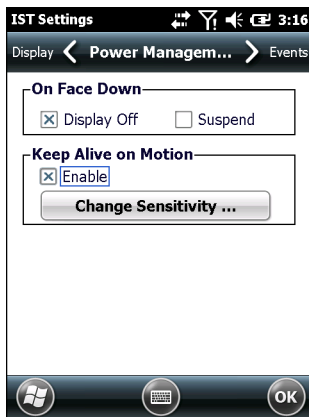 IST Settings 3:16
Display Power Managem... Events
On Face Down
Display Off Suspend
Keep Alive on Motion
Enable
Change Sensitivity ...
OK